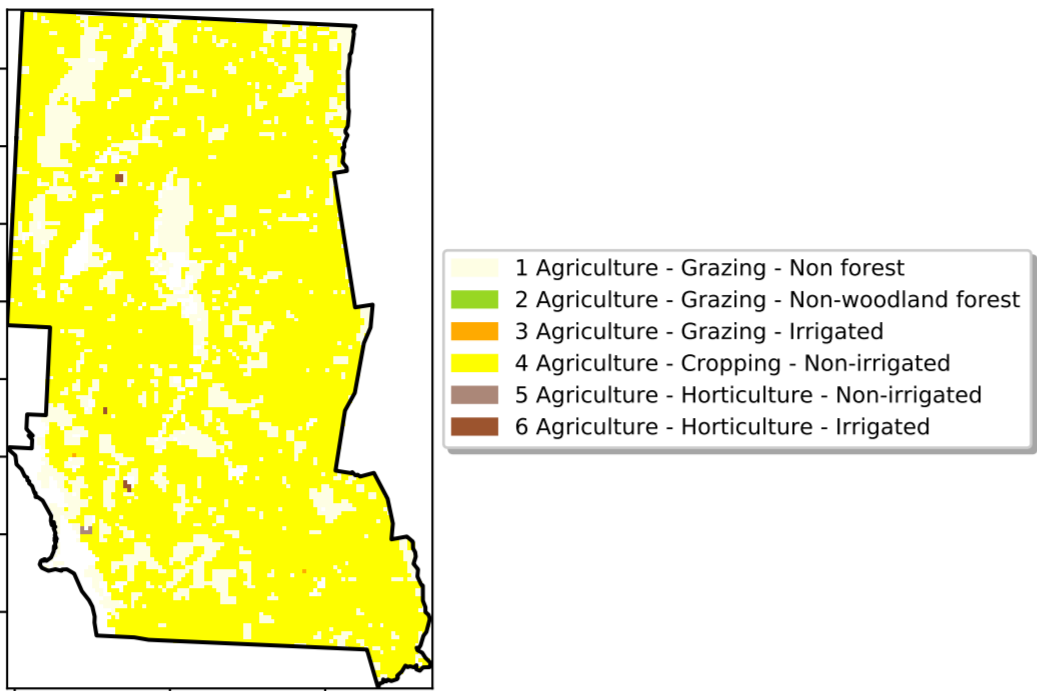 1 Agriculture - Grazing - Non forest
2 Agriculture - Grazing - Non-woodland forest
3 Agriculture - Grazing - Irrigated
4 Agriculture - Cropping - Non-irrigated
5 Agriculture - Horticulture - Non-irrigated
6 Agriculture - Horticulture - Irrigated